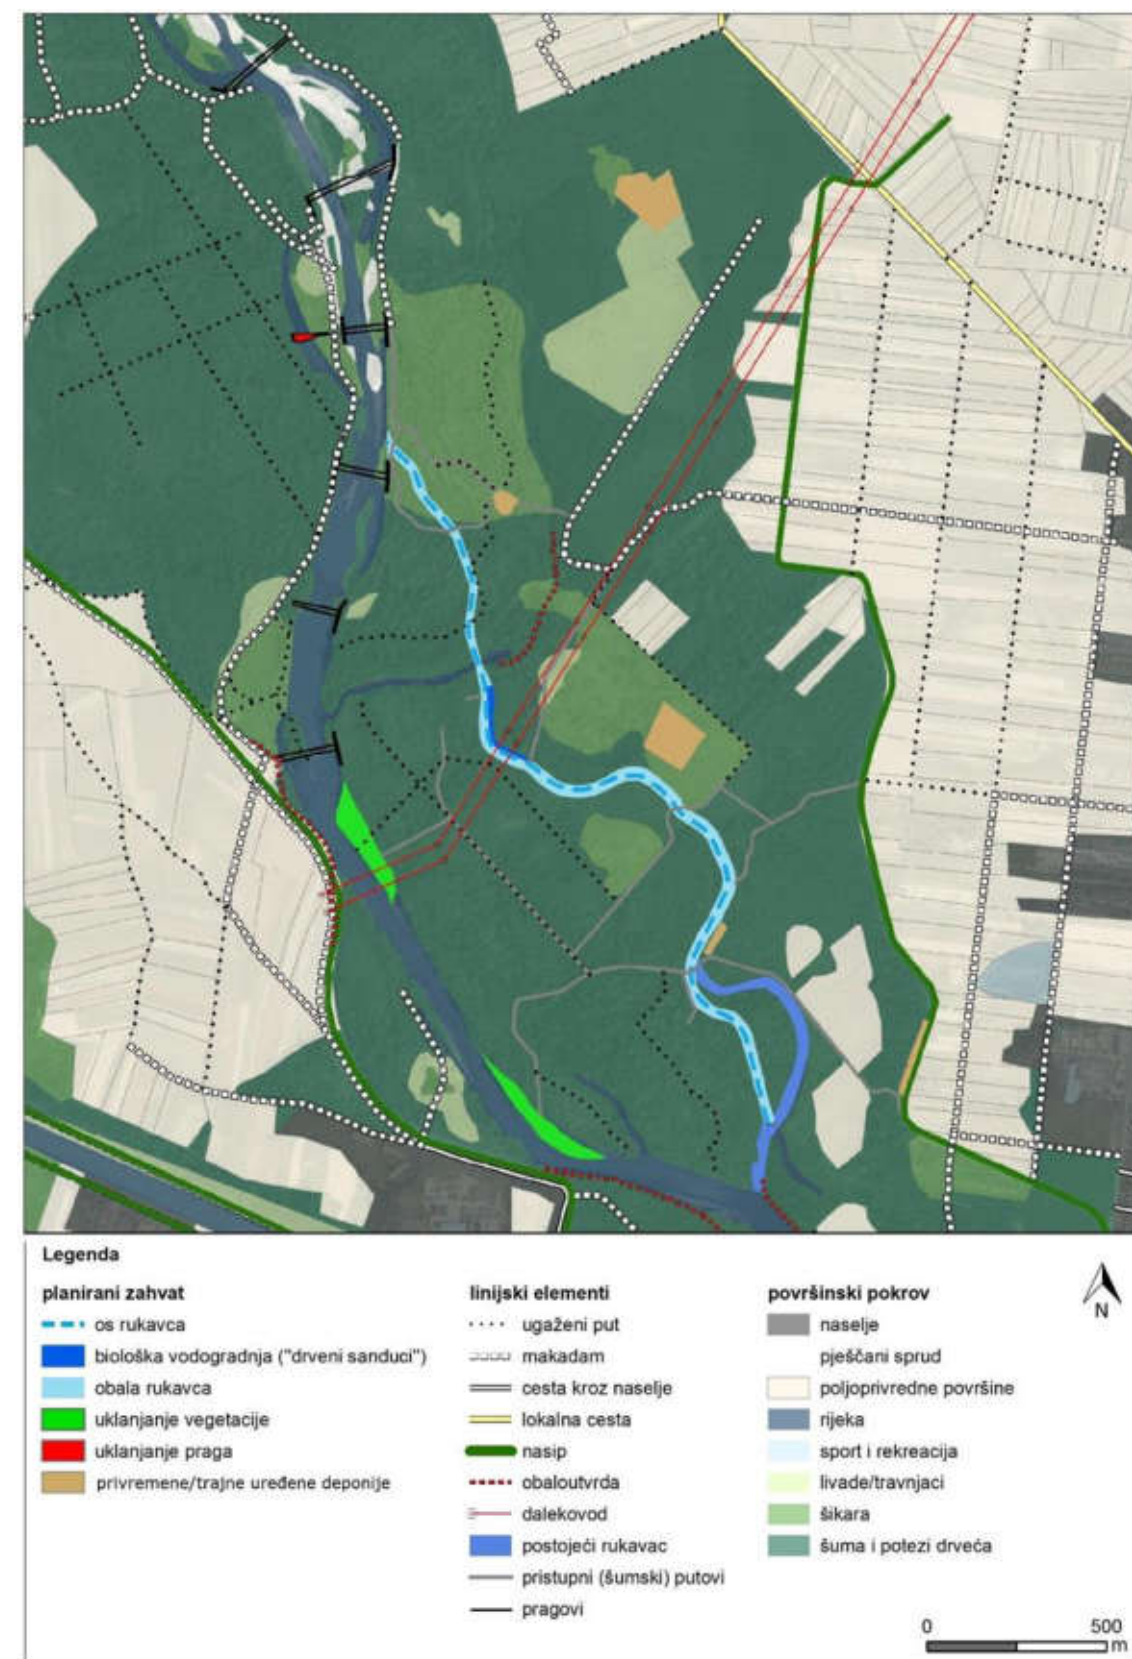 Legenda
planirani zahvat
os rukavca
biološka vodogradnja ("drveni sanduci")
obala rukavca
uklanjanje vegetacije
uklanjanje praga
privremene/trajne uređene deponije
linijski elementi
ugaženi put
makadam
cesta kroz naselje
lokalna cesta
nasip
obaloutvrda
dalekovod
postojeći rukavac
pristupni (šumski) putovi
pragovi
površinski pokrov
naselje
pješčani sprud
poljoprivredne površine
rijeka
sport i rekreacija
livade/travnjaci
šikara
šuma i potezi drveća
N
0 500
m